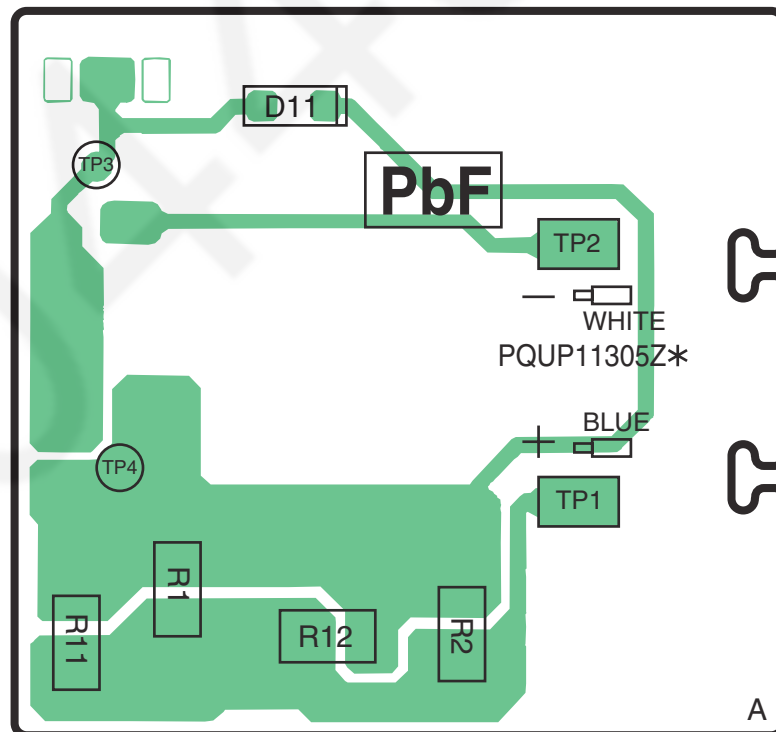 D11
TP3
PbF
TP2
−
WHITE
PQUP11305Z*
BLUE
+
TP4
TP1
R1
R11
R12
R2
A